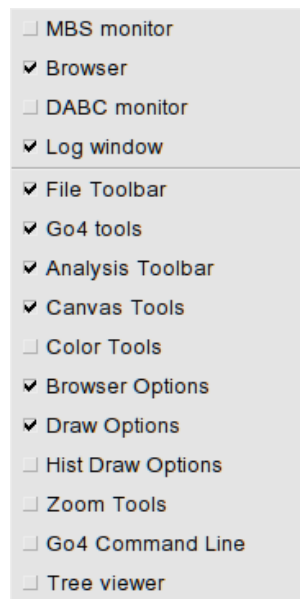 MBS monitor
Browser
DABC monitor
Log window
File Toolbar
Go4 tools
Analysis Toolbar
Canvas Tools
Color Tools
Browser Options
Draw Options
Hist Draw Options
Zoom Tools
Go4 Command Line
Tree viewer